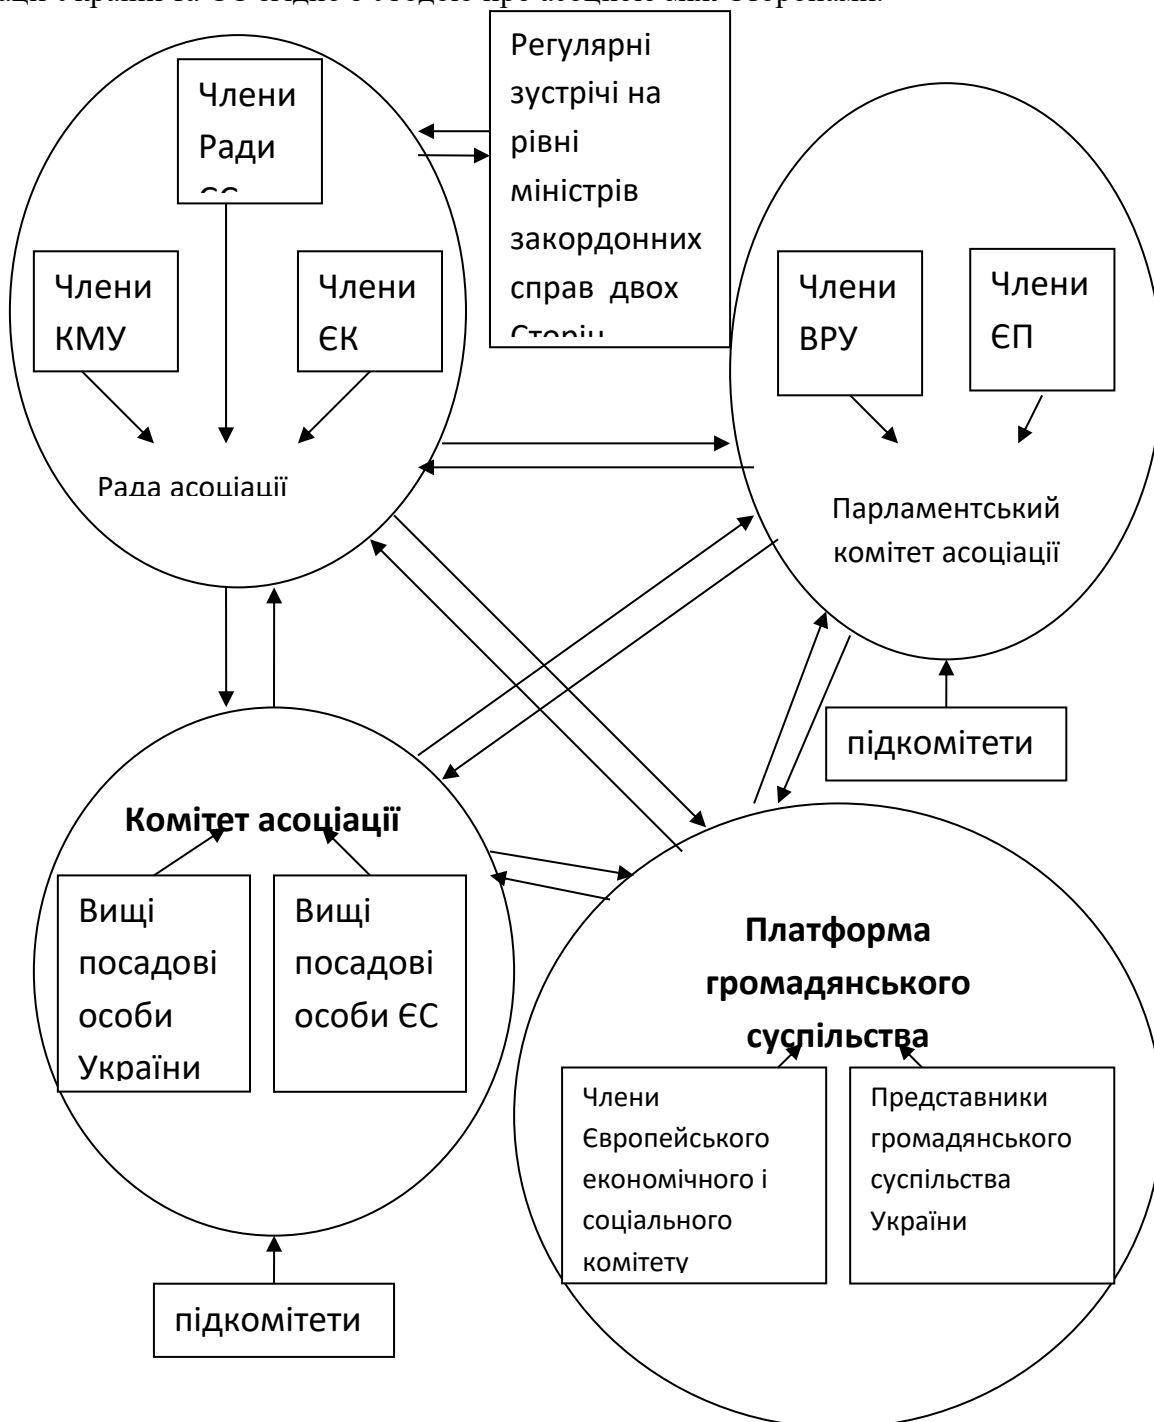 Регулярні
зустрічі на
рівні
міністрів
закордонних
справ двох
Сторін
Члени
Ради
ЄС
Члени
КМУ
Члени
ЄК
Рада асоціації
Члени
ВРУ
Члени
ЄП
Парламентський
комітет асоціації
підкомітети
Комітет асоціації
Вищі
посадові
особи
України
Вищі
посадові
особи ЄС
підкомітети
Платформа
громадянського
суспільства
Члени
Європейського
економічного і
соціального
комітету
Представники
громадянського
суспільства
України